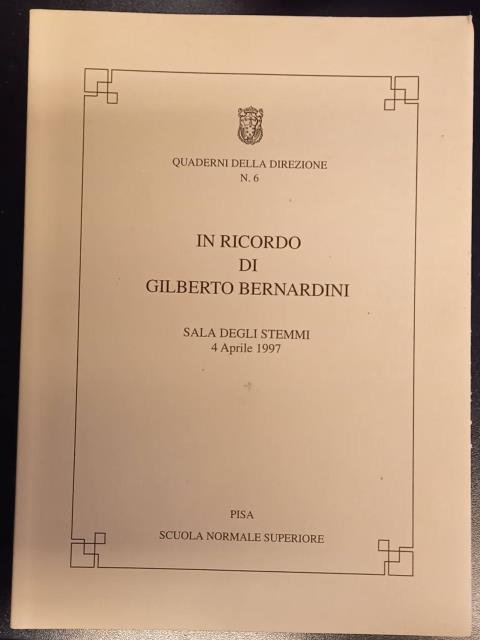 QUADERNI DELLA DIREZIONE
N. 6
IN RICORDO
DI
GILBERTO BERNARDINI
SALA DEGLI STEMMI
4 Aprile 1997
PISA
SCUOLA NORMALE SUPERIORE